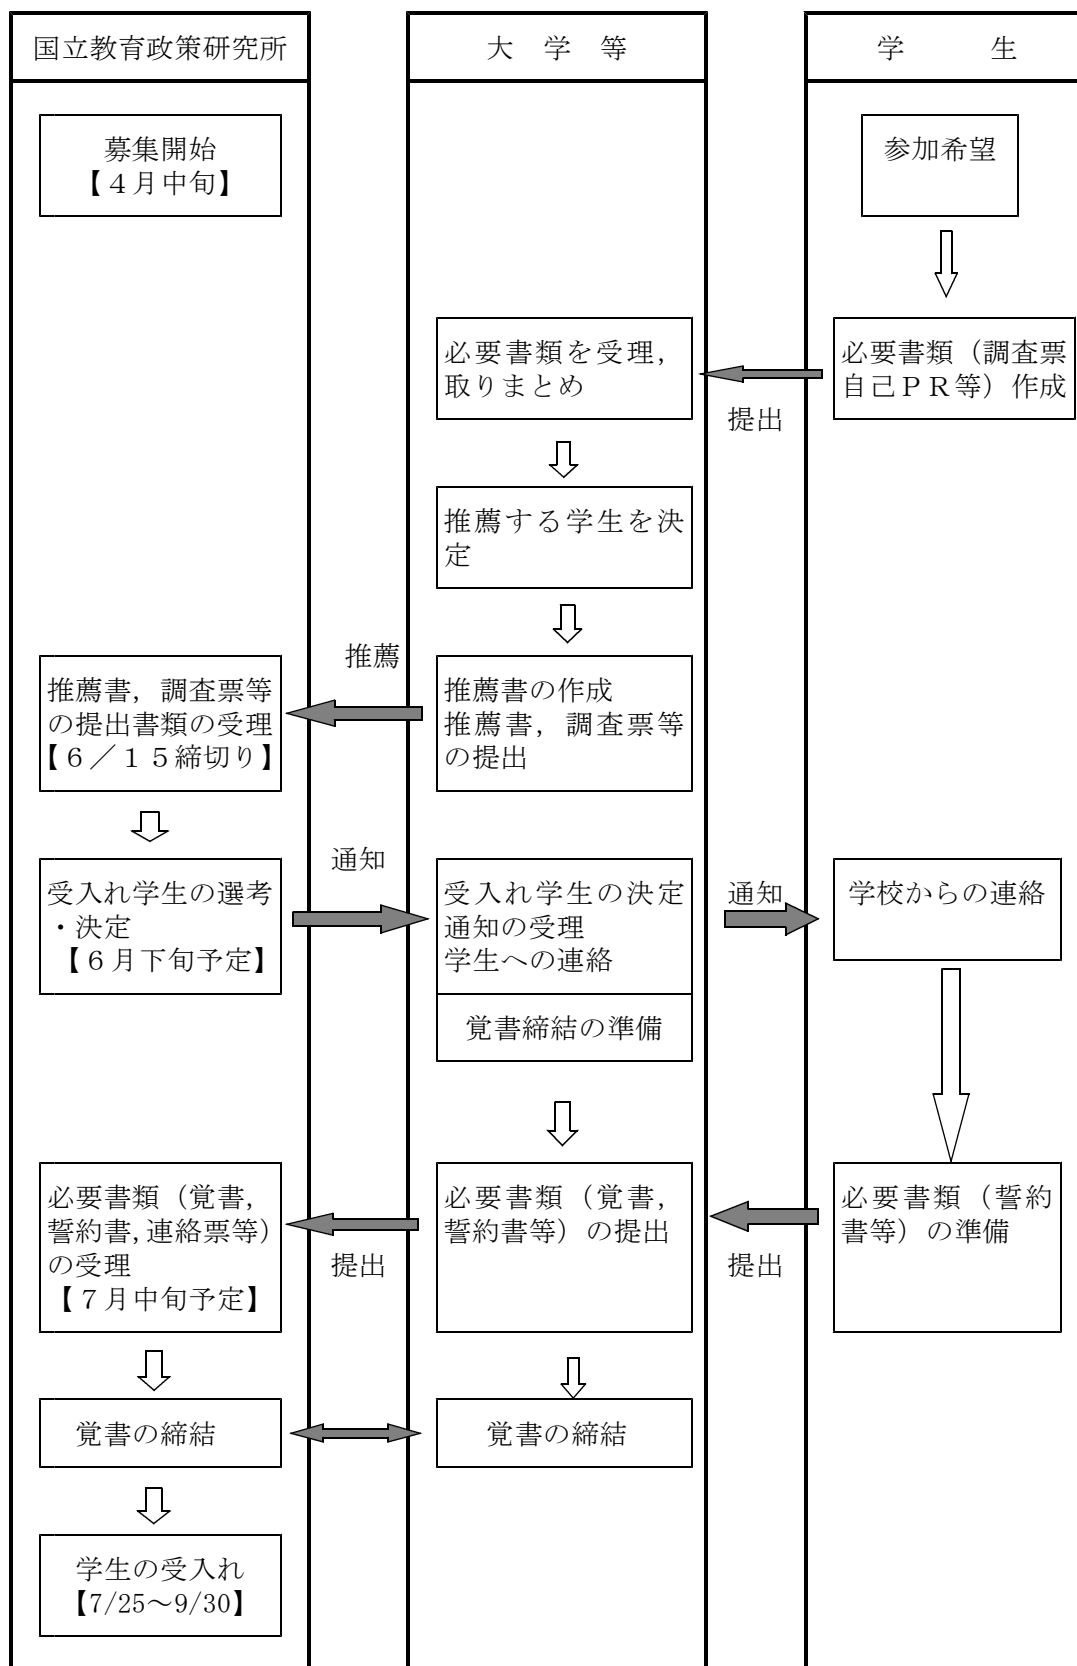 国立教育政策研究所
大　学　等
学　　　生
募集開始
【４月中旬】
参加希望
必要書類を受理，
取りまとめ
提出
必要書類（調査票
自己ＰＲ等）作成
推薦する学生を決
定
推薦書，調査票等
の提出書類の受理
【６／１５締切り】
推薦
推薦書の作成
推薦書，調査票等
の提出
受入れ学生の選考
・決定
【６月下旬予定】
通知
受入れ学生の決定
通知の受理
学生への連絡
通知
学校からの連絡
覚書締結の準備
必要書類（覚書，
誓約書，連絡票等）
の受理
【７月中旬予定】
提出
必要書類（覚書，
誓約書等）の提出
提出
必要書類（誓約
書等）の準備
覚書の締結
覚書の締結
学生の受入れ
【7/25～9/30】